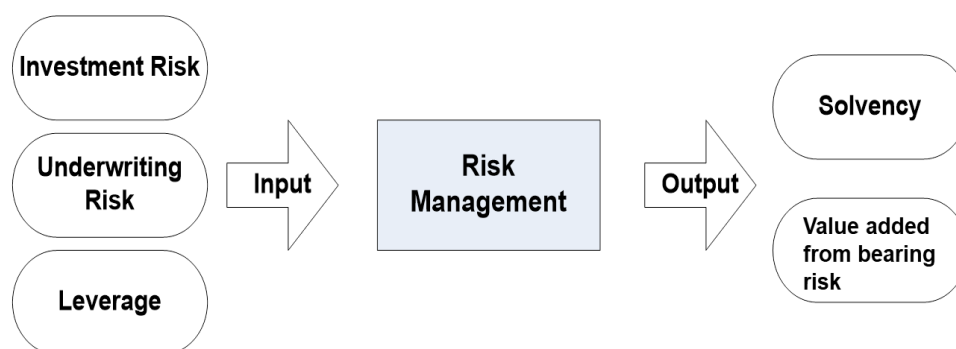 Investment Risk
Underwriting
Risk
Leverage
Input
Risk
Management
Output
Solvency
Value added
from bearing
risk